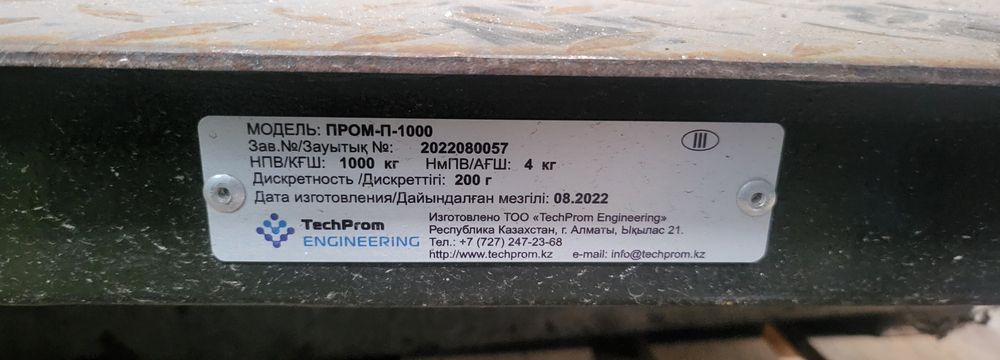 МОДЕЛЬ: ПРОМ-П-1000
III
Зав.№/Зауытық №: 2022080057
НПВ/КҒШ: 1000 кг НмПВ/АҒШ: 4 кг
Дискретность /Дискреттігі: 200 г
Дата изготовления/Дайындалған мезгілі: 08.2022
TechProm
ENGINEERING
Изготовлено ТОО «TechProm Engineering»
Республика Казахстан, г. Алматы, Ықылас 21.
Тел.: +7 (727) 247-23-68
http://www.techprom.kz e-mail: info@techprom.kz